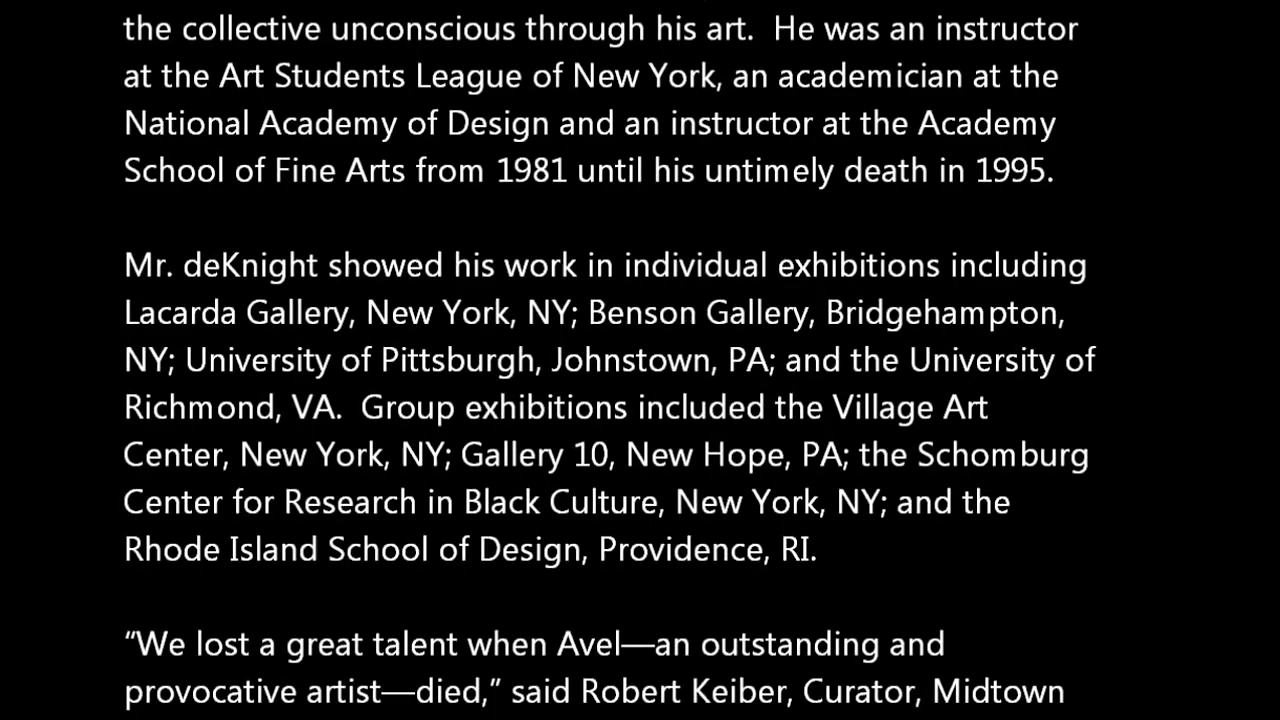 the collective unconscious through his art.  He was an instructor
at the Art Students League of New York, an academician at the
National Academy of Design and an instructor at the Academy
School of Fine Arts from 1981 until his untimely death in 1995.
Mr. deKnight showed his work in individual exhibitions including
Lacarda Gallery, New York, NY; Benson Gallery, Bridgehampton,
NY; University of Pittsburgh, Johnstown, PA; and the University of
Richmond, VA.  Group exhibitions included the Village Art
Center, New York, NY; Gallery 10, New Hope, PA; the Schomburg
Center for Research in Black Culture, New York, NY; and the
Rhode Island School of Design, Providence, RI.
“We lost a great talent when Avel—an outstanding and
provocative artist—died,” said Robert Keiber, Curator, Midtown